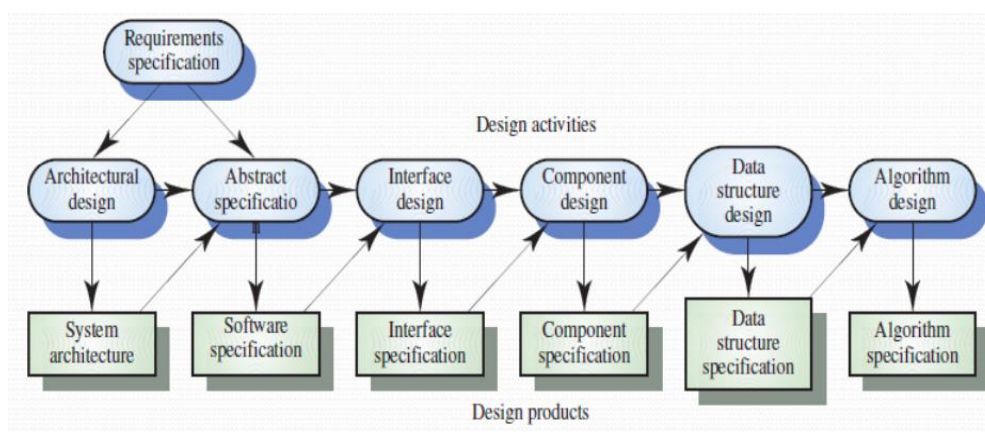 Requirements
specification
Design activities
Architectural
design
Abstract
specificatio
n
Interface
design
Component
design
Data
structure
design
Algorithm
design
System
architecture
Software
specification
Interface
specification
Component
specification
Data
structure
specification
Algorithm
specification
Design products